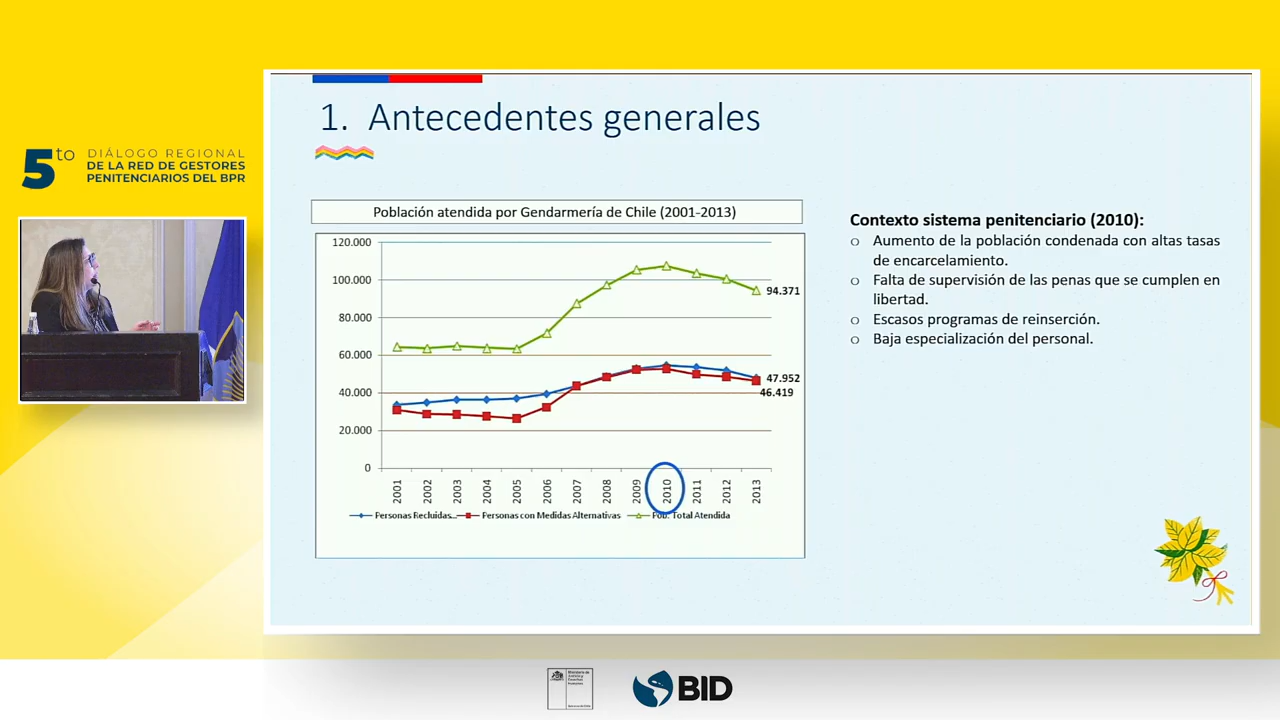 5to
DIÁLOGO REGIONAL
DE LA RED DE GESTORES
PENITENCIARIOS DEL BPR
1. Antecedentes generales
Población atendida por Gendarmería de Chile (2001-2013)
120.000
100.000
80.000
60.000
40.000
20.000
0
94.371
47.952
46.419
2001
2002
2003
2004
2005
2006
2007
2008
2009
2010
2011
2012
2013
Personas Recluidas...
Personas con Medidas Alternativas
Pob. Total Atendida
Contexto sistema penitenciario (2010):
o Aumento de la población condenada con altas tasas
de encarcelamiento.
o Falta de supervisión de las penas que se cumplen en
libertad.
o Escasos programas de reinserción.
o Baja especialización del personal.
BID